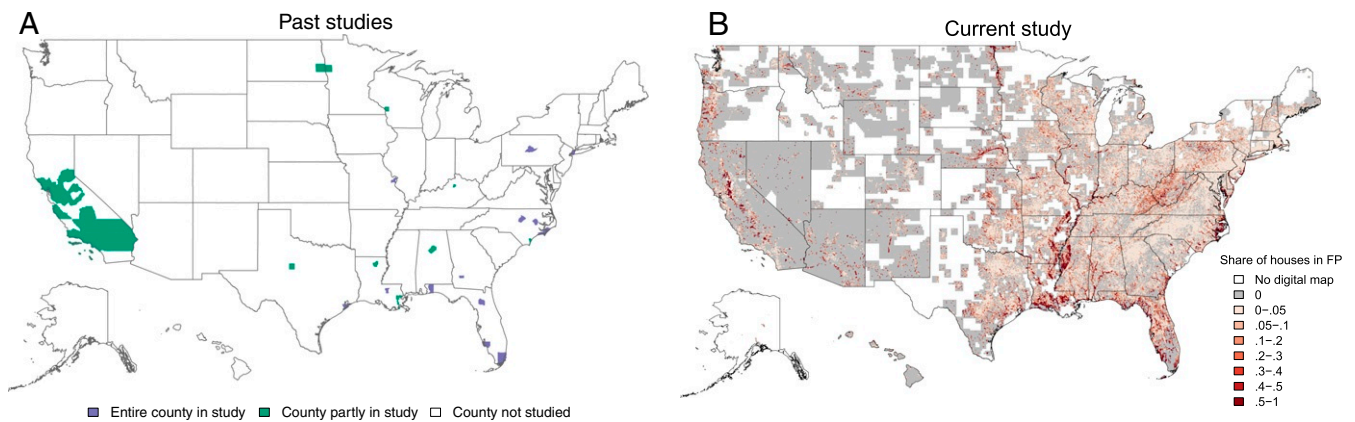 A
Past studies
Entire county in study
County partly in study
County not studied
B
Current study
Share of houses in FP
No digital map
0
0−.05
.05−.1
.1−.2
.2−.3
.3−.4
.4−.5
.5−1